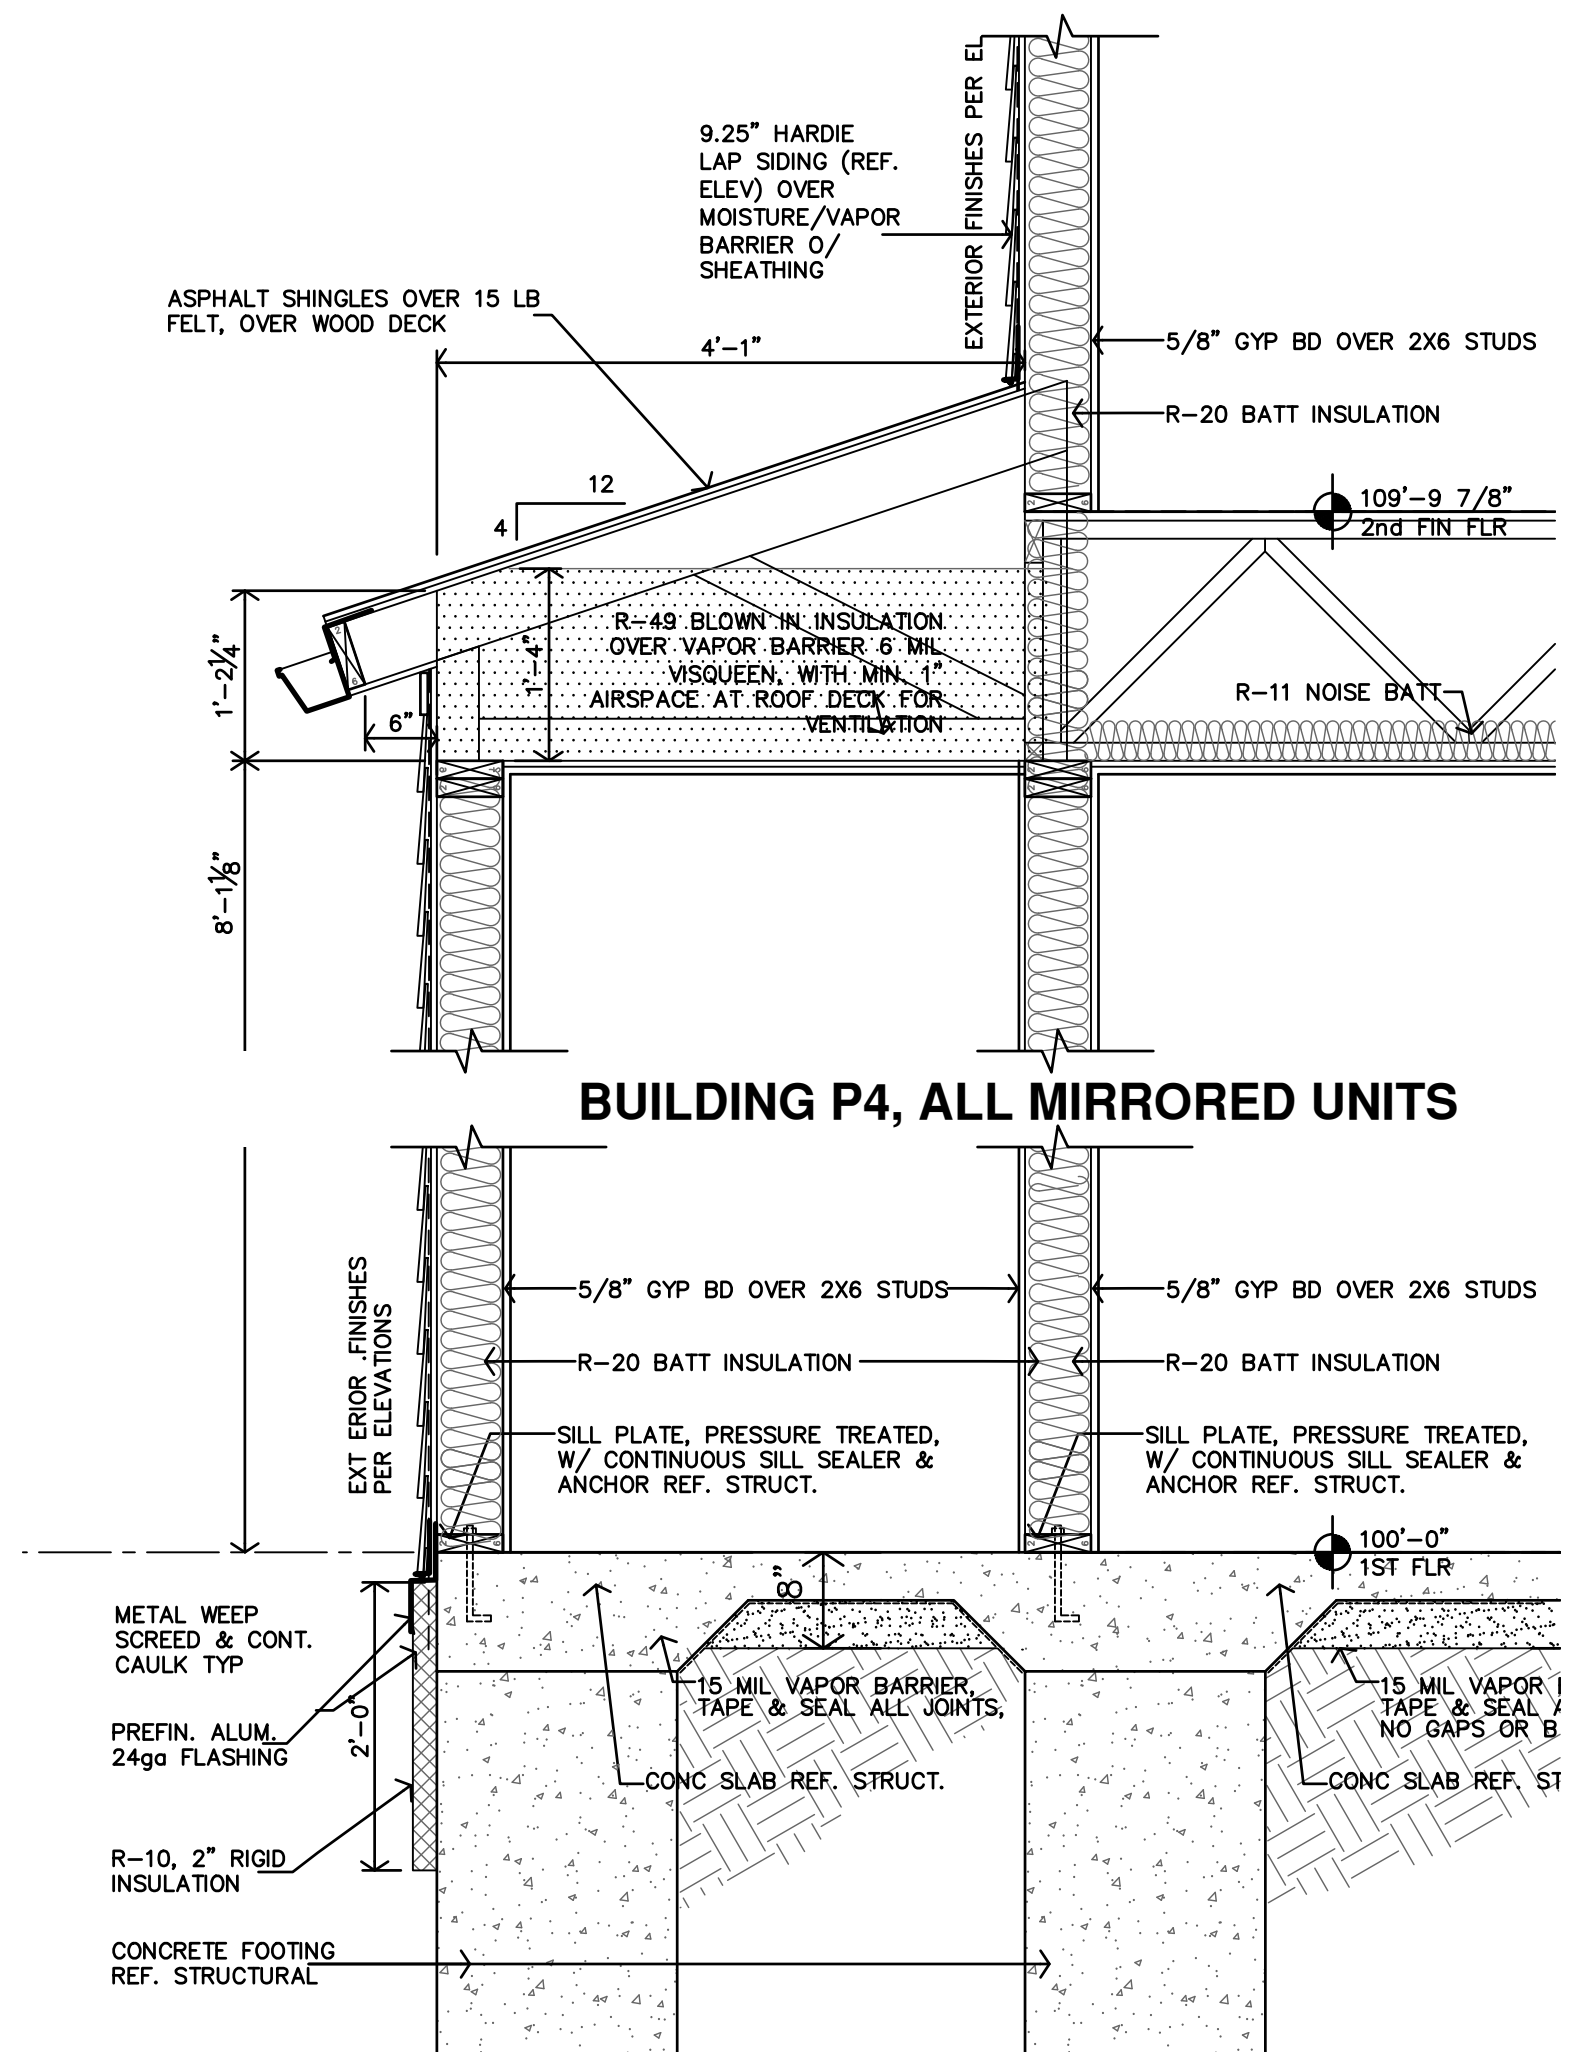 EXTERIOR FINISHES PER EL
9.25" HARDIE
LAP SIDING (REF.
ELEV) OVER
MOISTURE/VAPOR
BARRIER O/
SHEATHING
ASPHALT SHINGLES OVER 15 LB
FELT, OVER WOOD DECK
4'-1"
5/8" GYP BD OVER 2X6 STUDS
R-20 BATT INSULATION
12
4
109'-9 7/8"
2nd FIN FLR
1'-2 1/4"
1'-4"
R-49 BLOWN IN INSULATION
OVER VAPOR BARRIER 6 MIL
VISQUEEN, WITH MIN. 1"
AIRSPACE AT ROOF DECK FOR
VENTILATION
R-11 NOISE BATT
6"
8'-1 1/8"
BUILDING P4, ALL MIRRORED UNITS
EXT ERIOR .FINISHES
PER ELEVATIONS
5/8" GYP BD OVER 2X6 STUDS
5/8" GYP BD OVER 2X6 STUDS
R-20 BATT INSULATION
R-20 BATT INSULATION
SILL PLATE, PRESSURE TREATED,
W/ CONTINUOUS SILL SEALER &
ANCHOR REF. STRUCT.
SILL PLATE, PRESSURE TREATED,
W/ CONTINUOUS SILL SEALER &
ANCHOR REF. STRUCT.
100'-0"
1ST FLR
8"
METAL WEEP
SCREED & CONT.
CAULK TYP
15 MIL VAPOR BARRIER,
TAPE & SEAL ALL JOINTS,
15 MIL VAPOR
TAPE & SEAL
NO GAPS OR B
PREFIN. ALUM.
24ga FLASHING
2'-0"
CONC SLAB REF. STRUCT.
CONC SLAB REF. ST
R-10, 2" RIGID
INSULATION
CONCRETE FOOTING
REF. STRUCTURAL